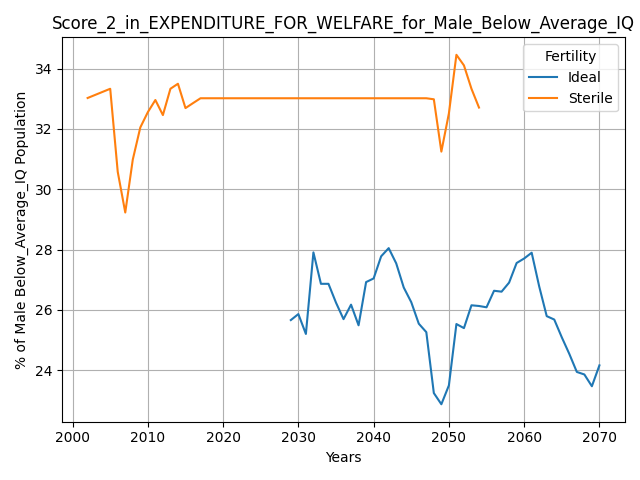 Score_2_in_EXPENDITURE_FOR_WELFARE_for_Male_Below_Average_IQ
% of Male Below_Average_IQ Population
34
32
30
28
26
24
Fertility
Ideal
Sterile
2000 2010 2020 2030 2040 2050 2060 2070
Years